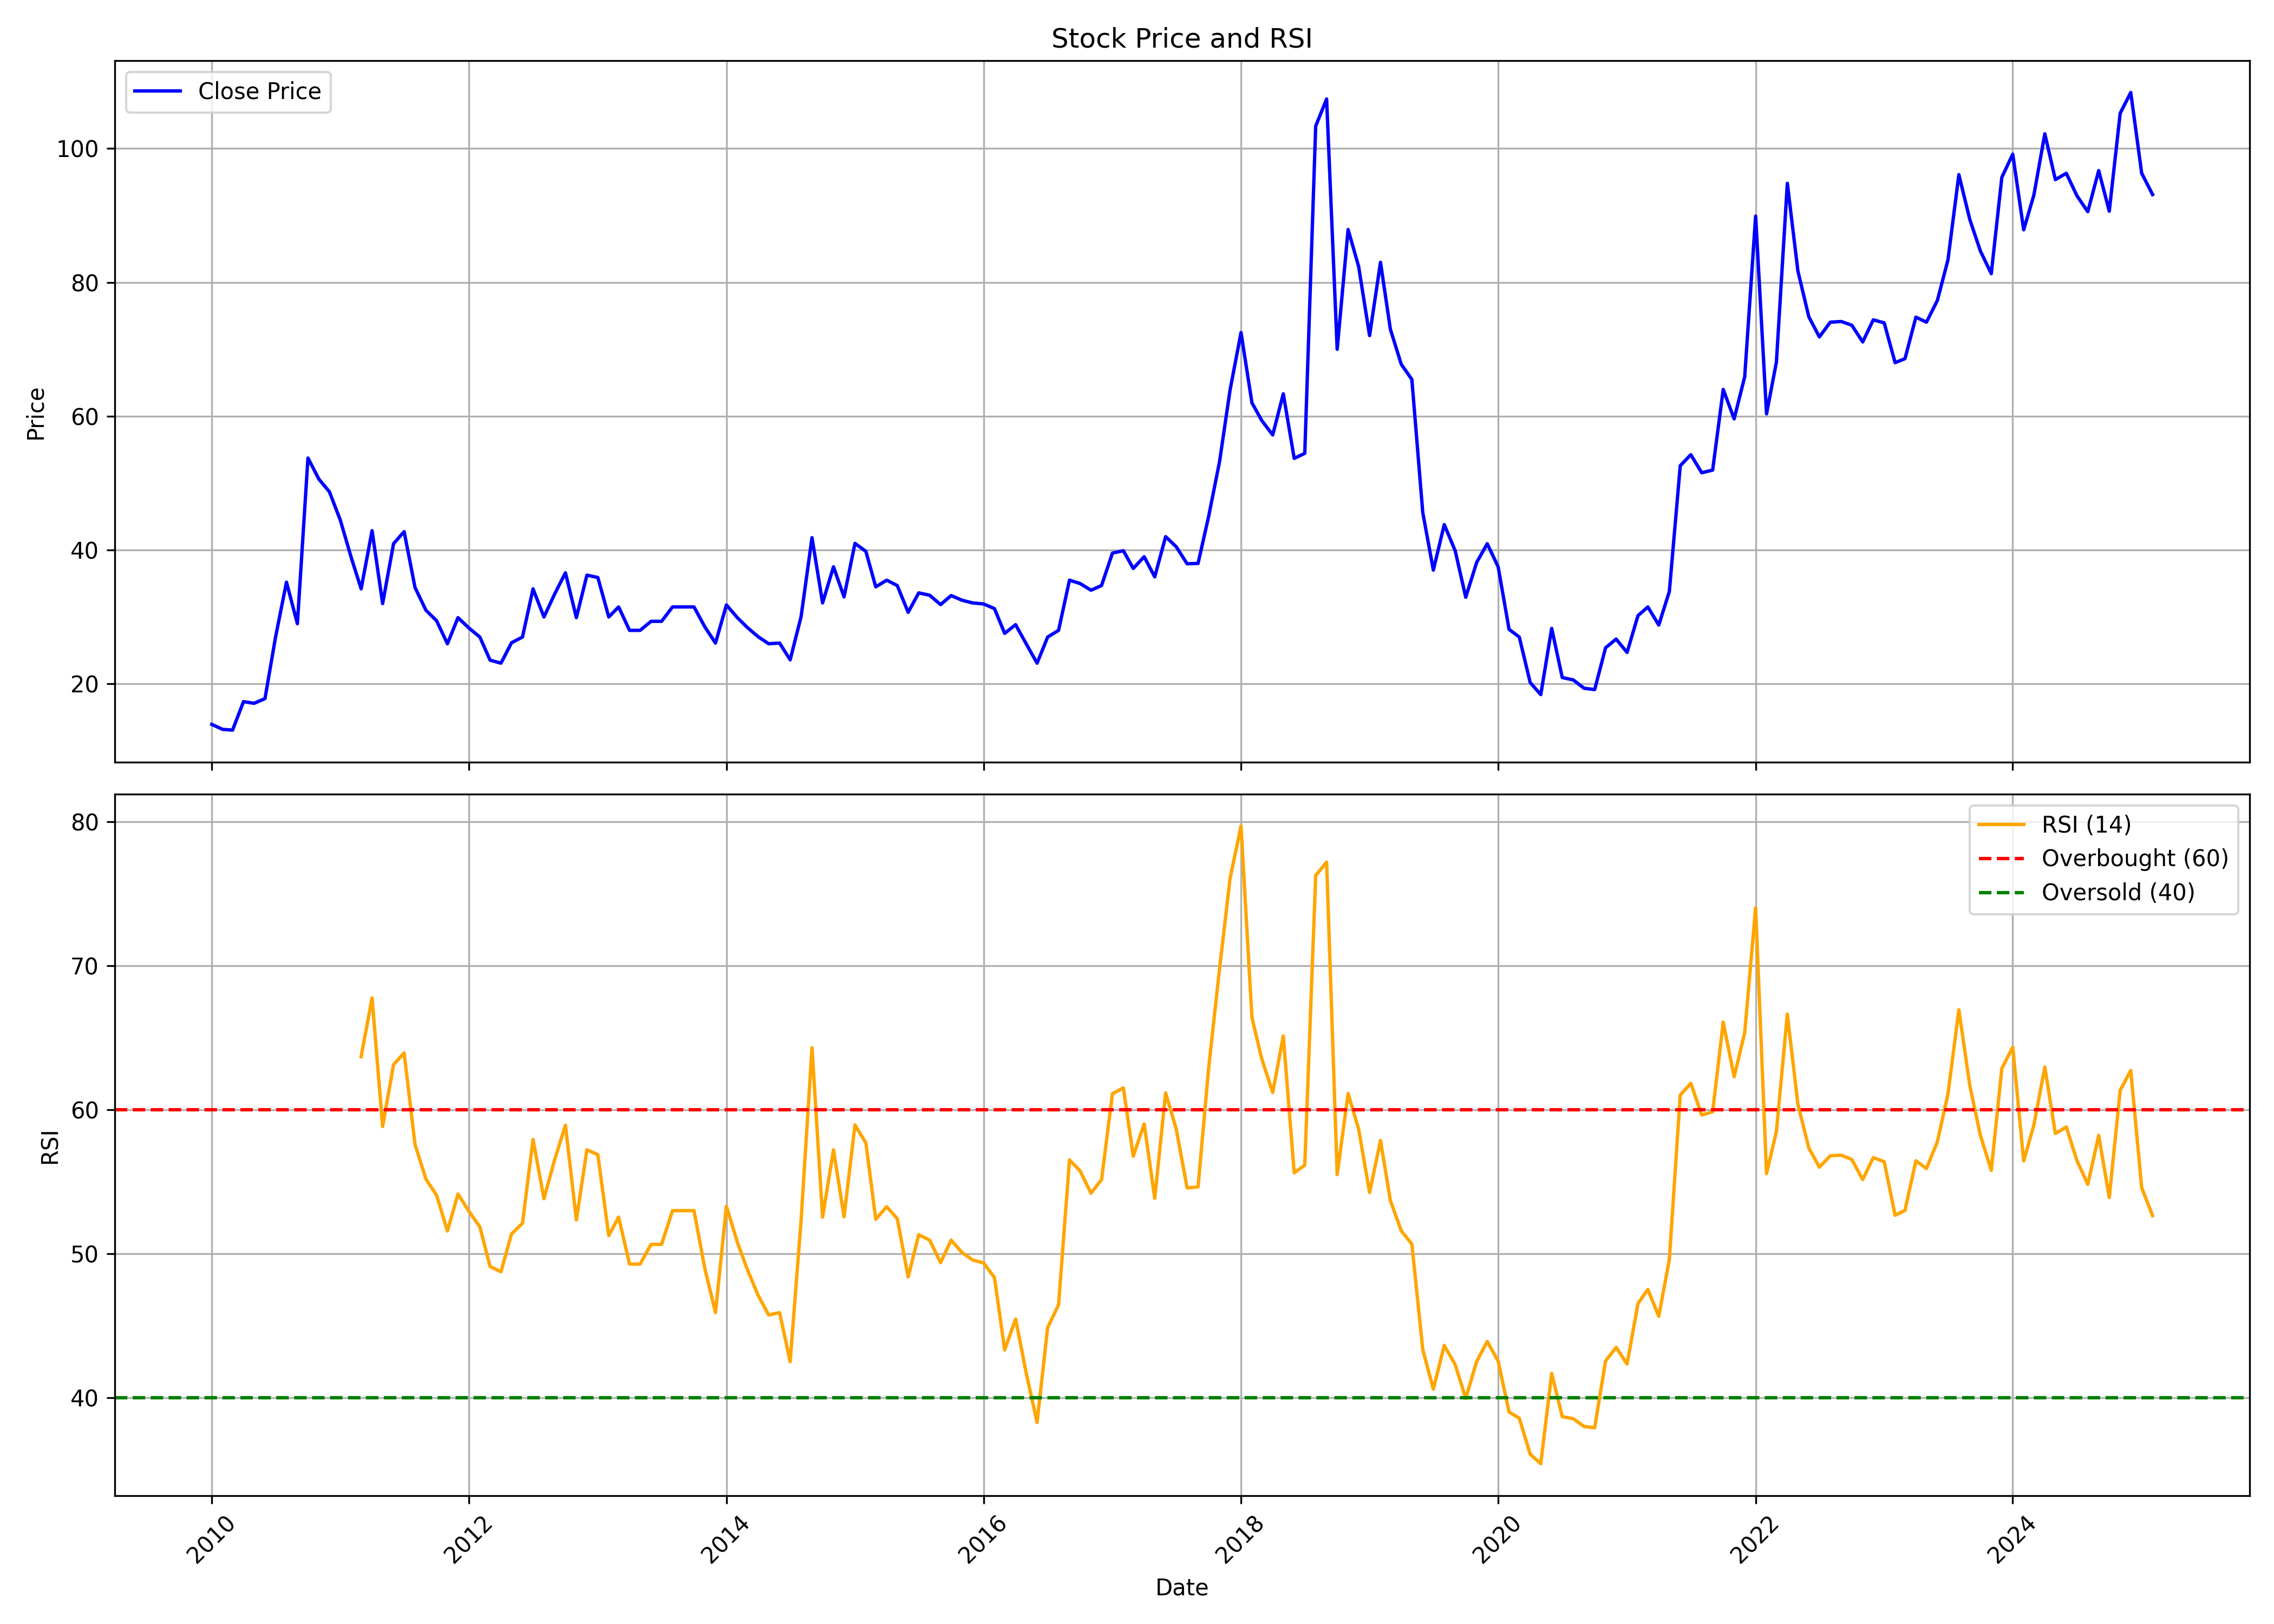 Stock Price and RSI
Close Price
100
80
60
40
20
Price
80
70
60
50
40
RSI
RSI (14)
Overbought (60)
Oversold (40)
2010
2012
2014
2016
2018
2020
2022
2024
Date